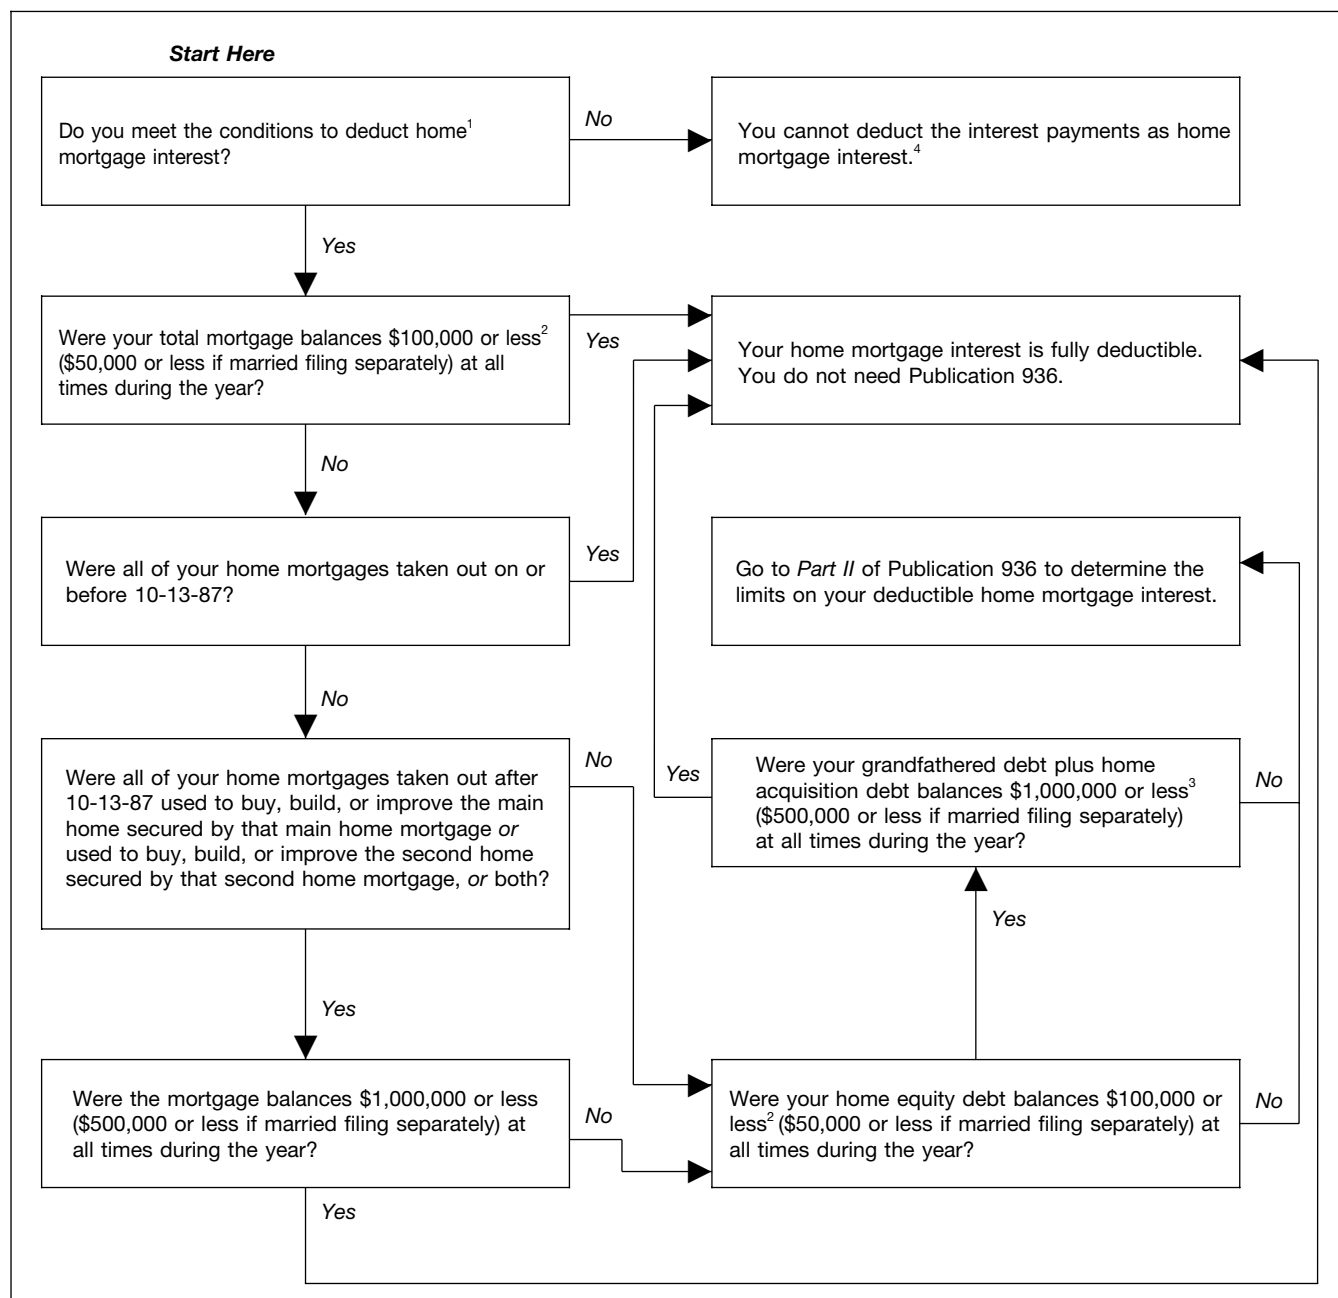 Start Here
Do you meet the conditions to deduct home1
mortgage interest?
No
You cannot deduct the interest payments as home
mortgage interest.4
Yes
Were your total mortgage balances $100,000 or less2
($50,000 or less if married filing separately) at all
times during the year?
Yes
Your home mortgage interest is fully deductible.
You do not need Publication 936.
No
Were all of your home mortgages taken out on or
before 10-13-87?
Yes
Go to Part II of Publication 936 to determine the
limits on your deductible home mortgage interest.
No
Were all of your home mortgages taken out after
10-13-87 used to buy, build, or improve the main
home secured by that main home mortgage or
used to buy, build, or improve the second home
secured by that second home mortgage, or both?
No
Yes
Were your grandfathered debt plus home
acquisition debt balances $1,000,000 or less3
($500,000 or less if married filing separately)
at all times during the year?
No
Yes
Yes
Were the mortgage balances $1,000,000 or less
($500,000 or less if married filing separately) at
all times during the year?
No
Were your home equity debt balances $100,000 or
less2 ($50,000 or less if married filing separately) at
all times during the year?
No
Yes